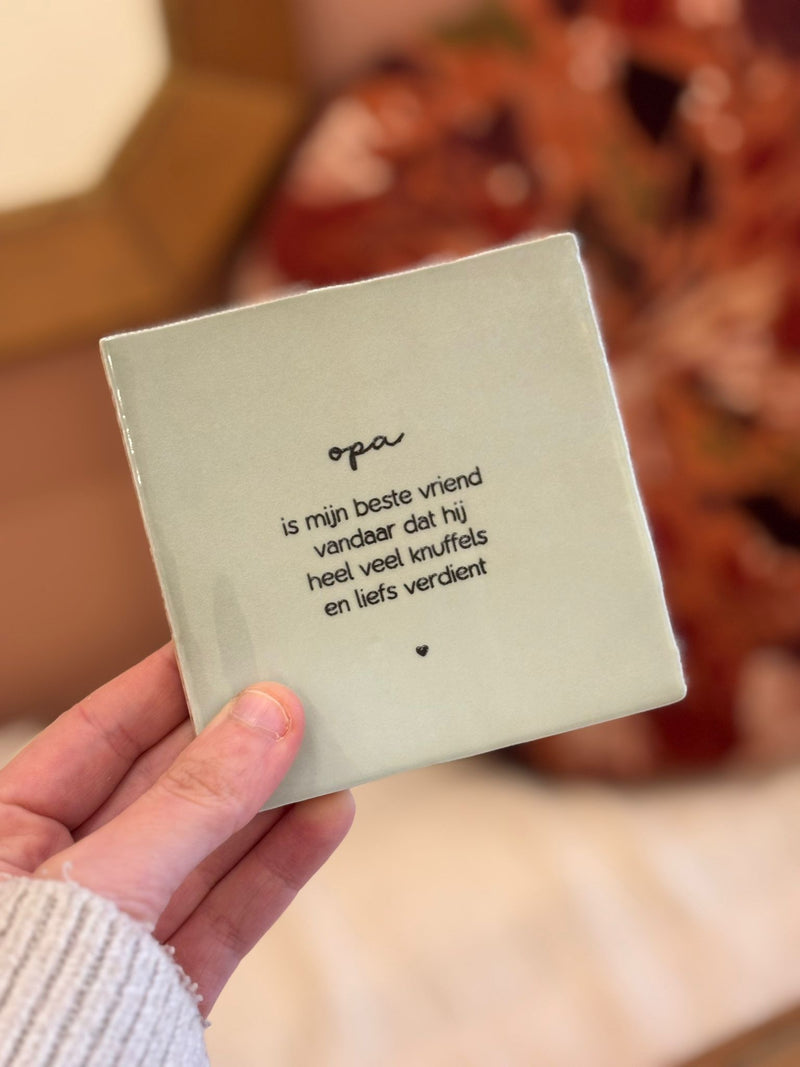 opa
is mijn beste vriend
vandaar dat hij
heel veel knuffels
en liefs verdient